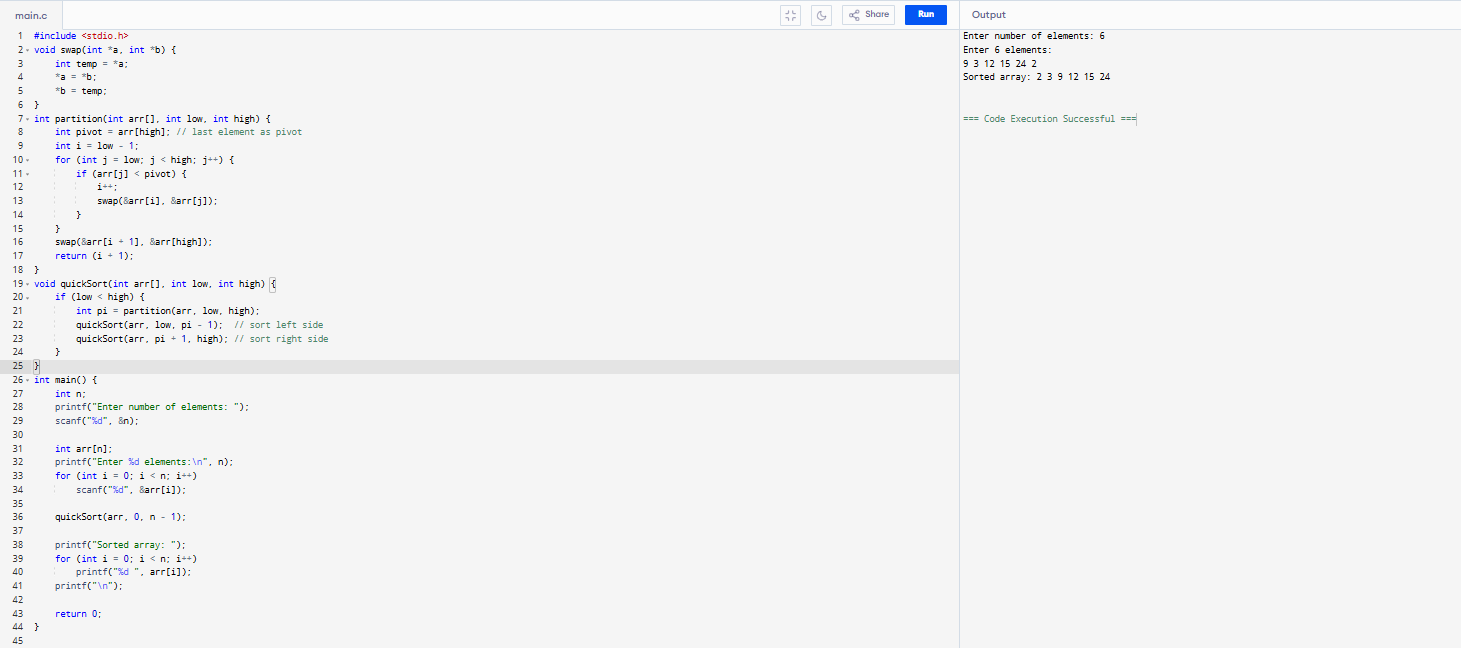 main.c
Share
Run
Output
1 #include <stdio.h>
2 void swap(int *a, int *b) {
3     int temp = *a;
4     *a = *b;
5     *b = temp;
6 }
7 int partition(int arr[], int low, int high) {
8     int pivot = arr[high]; // last element as pivot
9     int i = low - 1;
10     for (int j = low; j < high; j++) {
11         if (arr[j] < pivot) {
12             i++;
13             swap(&arr[i], &arr[j]);
14         }
15     }
16     swap(&arr[i + 1], &arr[high]);
17     return (i + 1);
18 }
19 void quickSort(int arr[], int low, int high) {
20     if (low < high) {
21         int pi = partition(arr, low, high);
22         quickSort(arr, low, pi - 1);  // sort left side
23         quickSort(arr, pi + 1, high); // sort right side
24     }
25 }
26 int main() {
27     int n;
28     printf("Enter number of elements: ");
29     scanf("%d", &n);
30
31     int arr[n];
32     printf("Enter %d elements:\n", n);
33     for (int i = 0; i < n; i++)
34         scanf("%d", &arr[i]);
35
36     quickSort(arr, 0, n - 1);
37
38     printf("Sorted array: ");
39     for (int i = 0; i < n; i++)
40         printf("%d ", arr[i]);
41     printf("\n");
42
43     return 0;
44 }
45
Enter number of elements: 6
Enter 6 elements:
9 3 12 15 24 2
Sorted array: 2 3 9 12 15 24
=== Code Execution Successful ===